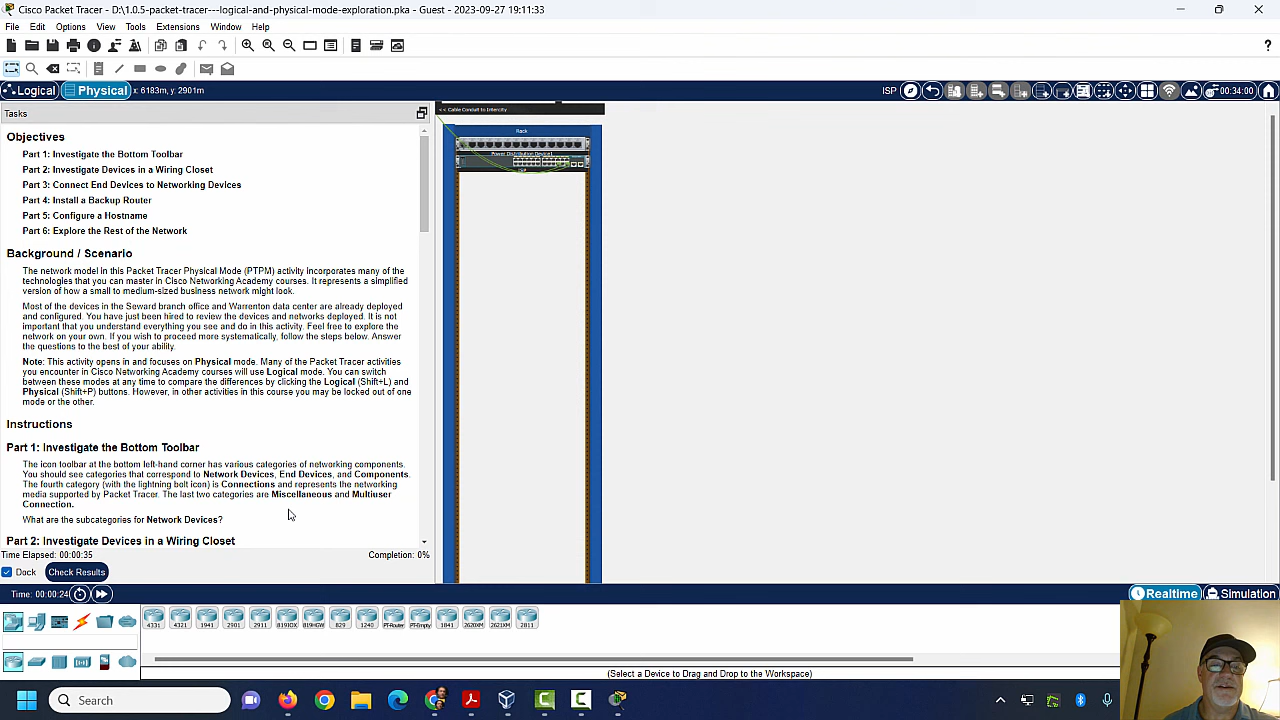 Cisco Packet Tracer - D:\1.0.5-packet-tracer---logical-and-physical-mode-exploration.pka - Guest - 2023-09-27 19:11:33
File Edit Options View Tools Extensions Window Help
?
Logical Physical x: 6183m, y: 2901m ISP 00:34:00
Tasks
<< Cable Conduit to Intercity
Rack
Power Distribution Device1
ISP
Objectives
Part 1: Investigate the Bottom Toolbar
Part 2: Investigate Devices in a Wiring Closet
Part 3: Connect End Devices to Networking Devices
Part 4: Install a Backup Router
Part 5: Configure a Hostname
Part 6: Explore the Rest of the Network
Background / Scenario
The network model in this Packet Tracer Physical Mode (PTPM) activity incorporates many of the
technologies that you can master in Cisco Networking Academy courses. It represents a simplified
version of how a small to medium-sized business network might look.
Most of the devices in the Seward branch office and Warrenton data center are already deployed
and configured. You have just been hired to review the devices and networks deployed. It is not
important that you understand everything you see and do in this activity. Feel free to explore the
network on your own. If you wish to proceed more systematically, follow the steps below. Answer
the questions to the best of your ability.
Note: This activity opens in and focuses on Physical mode. Many of the Packet Tracer activities
you encounter in Cisco Networking Academy courses will use Logical mode. You can switch
between these modes at any time to compare the differences by clicking the Logical (Shift+L) and
Physical (Shift+P) buttons. However, in other activities in this course you may be locked out of one
mode or the other.
Instructions
Part 1: Investigate the Bottom Toolbar
The icon toolbar at the bottom left-hand corner has various categories of networking components.
You should see categories that correspond to Network Devices, End Devices, and Components.
The fourth category (with the lightning bolt icon) is Connections and represents the networking
media supported by Packet Tracer. The last two categories are Miscellaneous and Multiuser
Connection.
What are the subcategories for Network Devices?
Part 2: Investigate Devices in a Wiring Closet
Time Elapsed: 00:00:35 Completion: 0%
Dock Check Results
Time: 00:00:24 Realtime Simulation
4331 4321 1941 2901 2911 819IOX 819HGW 829 1240 PT-Router PT-Empty 1841 2620XM 2621XM 2811
(Select a Device to Drag and Drop to the Workspace)
Search